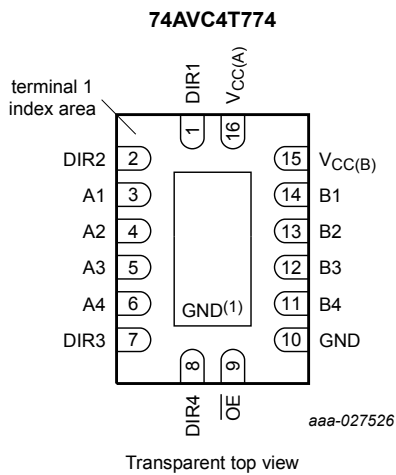 74AVC4T774
terminal 1
index area
DIR1
VCC(A)
1
16
DIR2 2
15 VCC(B)
A1 3
14 B1
A2 4
13 B2
A3 5
12 B3
A4 6
GND(1)
11 B4
DIR3 7
10 GND
8
9
DIR4
OE
aaa-027526
Transparent top view